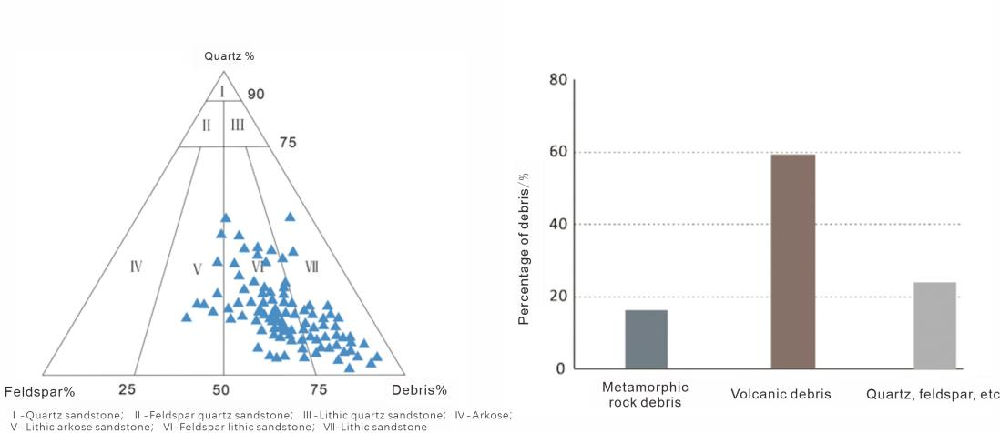 Quartz %
I
90
II
III
75
IV
V
VI
VII
Feldspar%
25
50
75
Debris%
I -Quartz sandstone; II -Feldspar quartz sandstone; III -Lithic quartz sandstone; IV -Arkose;
V -Lithic arkose sandstone; VI-Feldspar lithic sandstone; VII-Lithic sandstone
Percentage of debris/%
80
60
40
20
0
Metamorphic
rock debris
Volcanic debris
Quartz, feldspar, etc